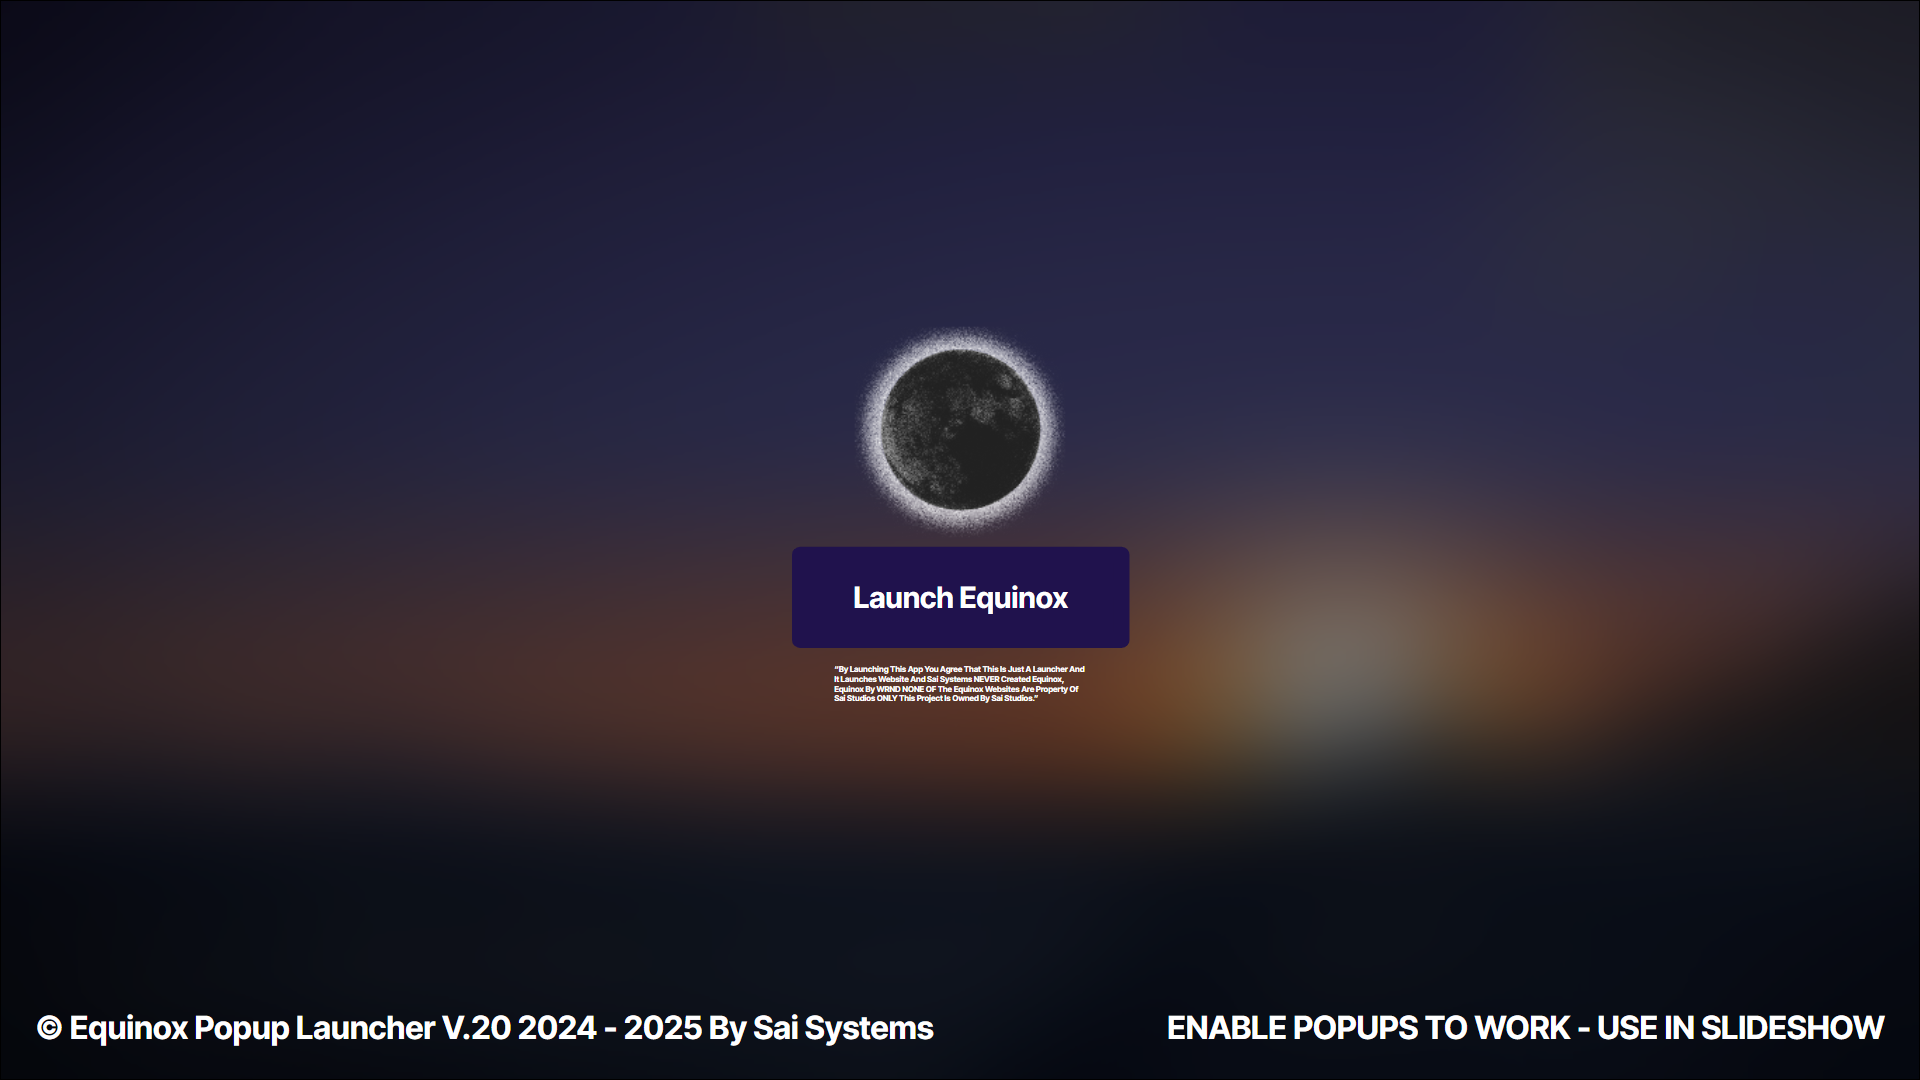 Launch Equinox
"By Launching This App You Agree That This Is Just A Launcher And
It Launches Website And Sai Systems NEVER Created Equinox,
Equinox By WRND NONE OF The Equinox Websites Are Property Of
Sai Studios ONLY This Project Is Owned By Sai Studios."
© Equinox Popup Launcher V.20 2024 - 2025 By Sai Systems
ENABLE POPUPS TO WORK - USE IN SLIDESHOW